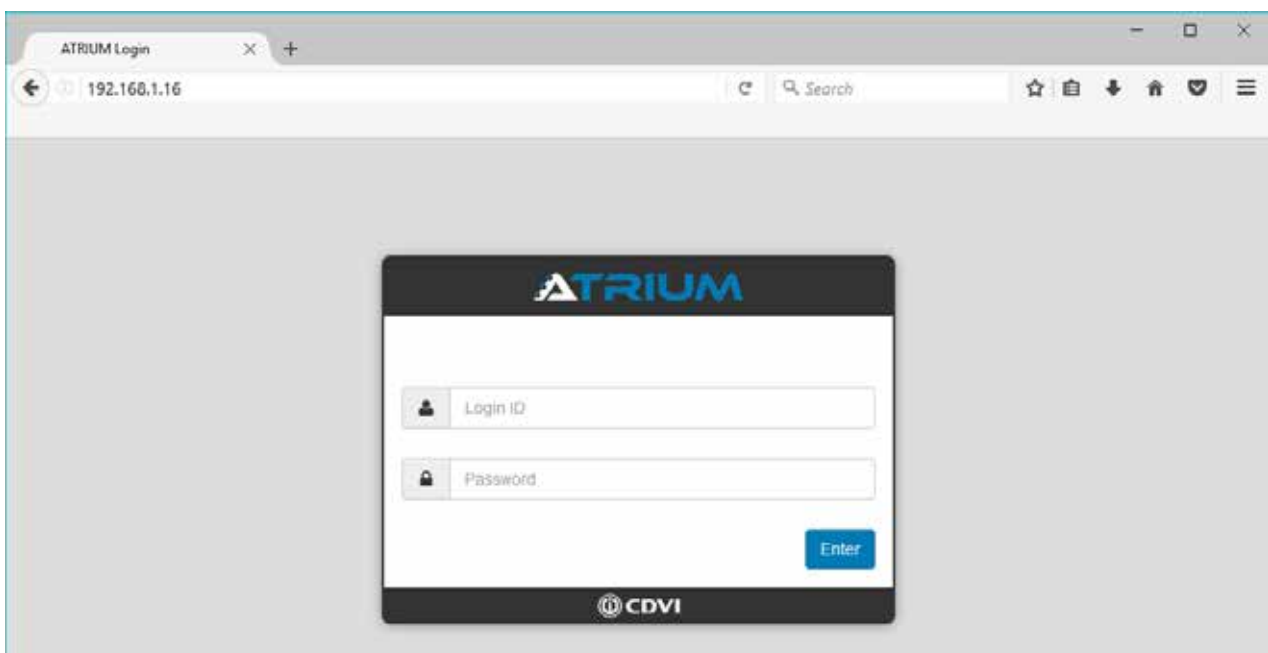 ATRIUM Login
192.168.1.16
Search
ATRIUM
Login ID
Password
Enter
CDVI